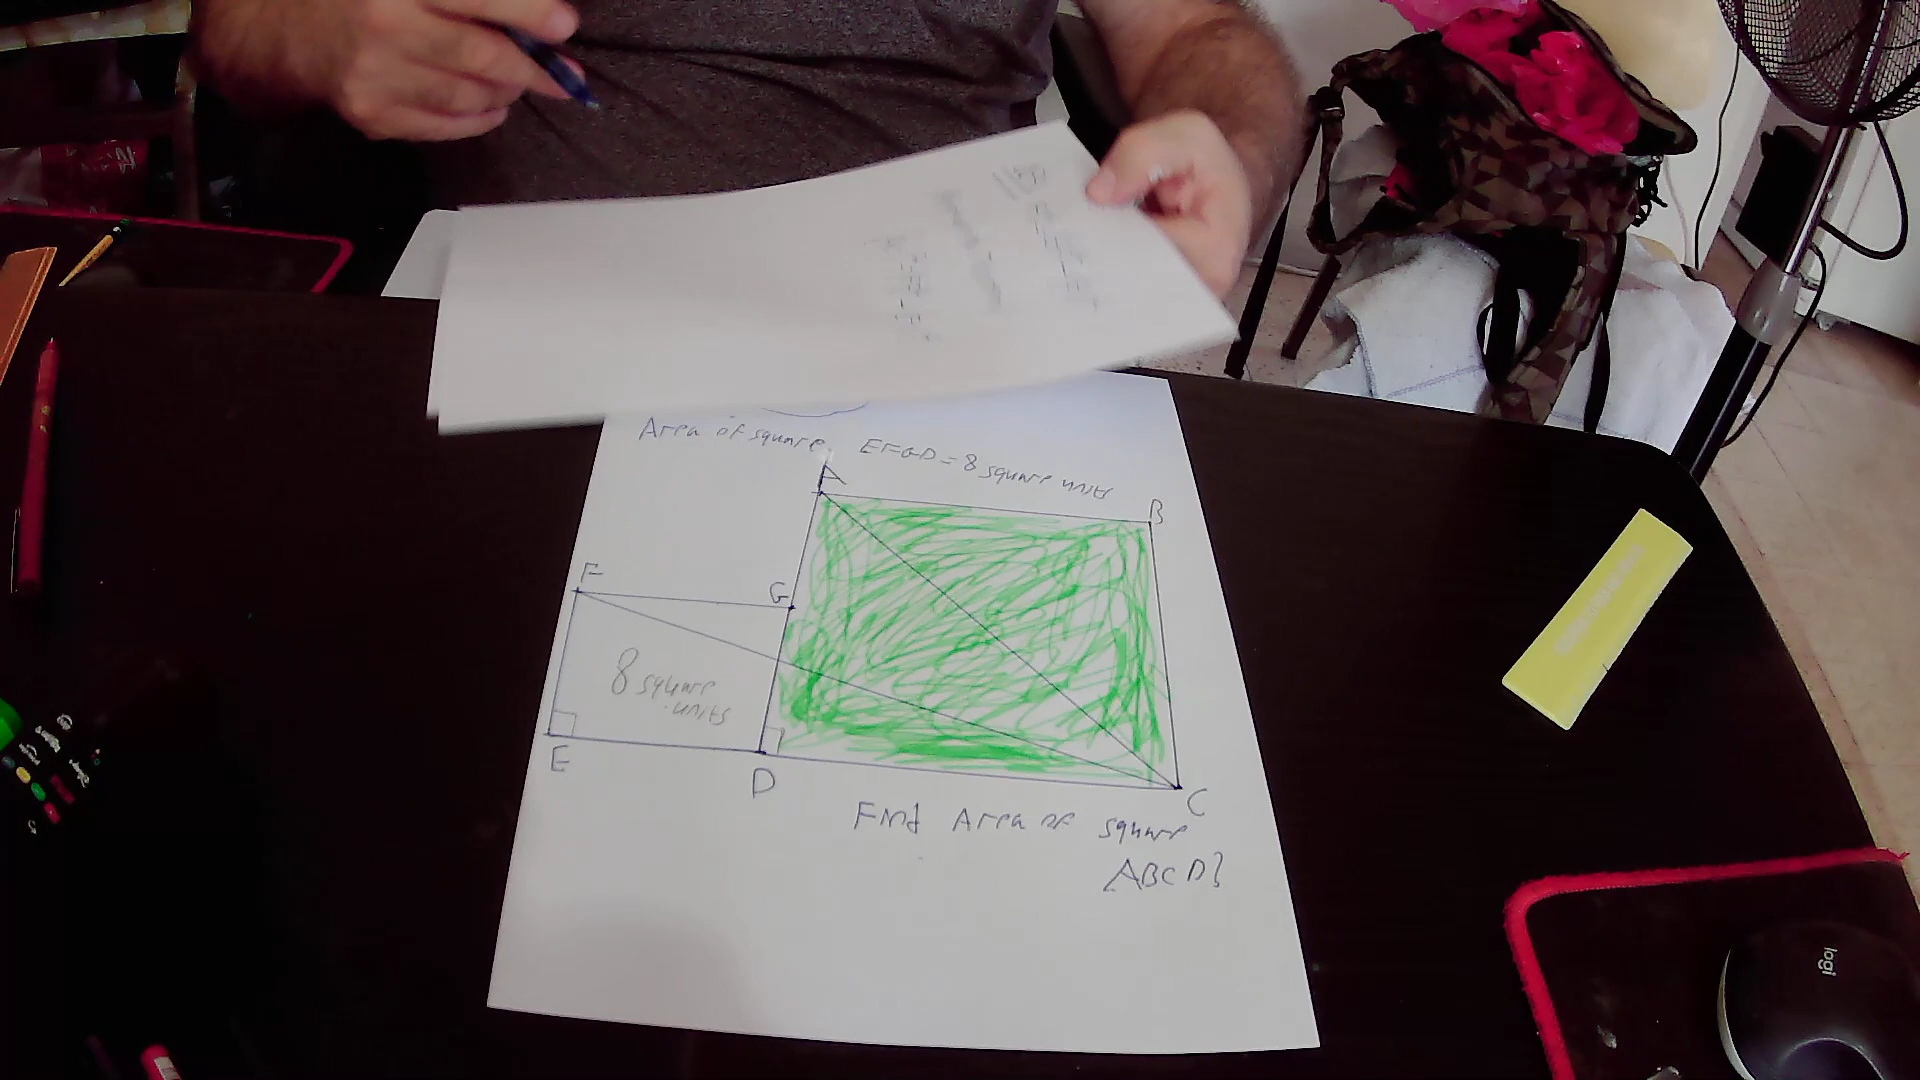 Area of square EFGD = 8 square units
A
B
F
G
8 square
units
E
D
C
Find Area of square
ABCD?
logi